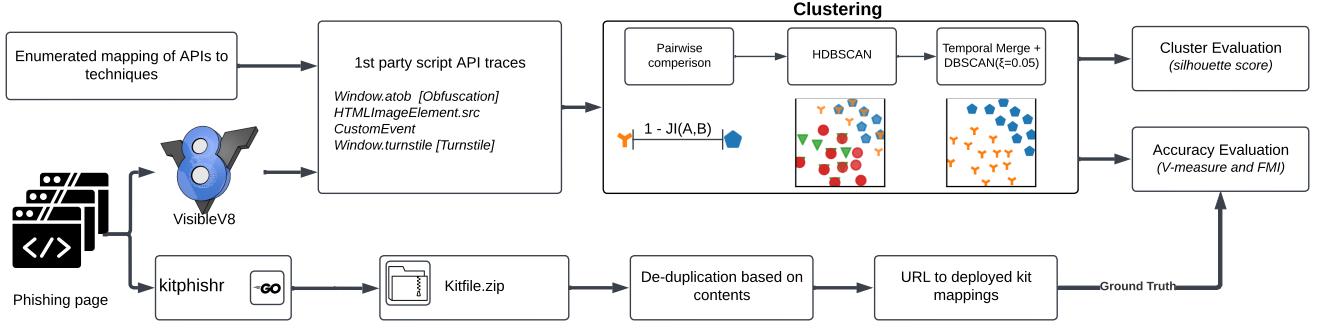 Clustering
Enumerated mapping of APIs to
techniques
1st party script API traces
Window.atob [Obfuscation]
HTMLImageElement.src
CustomEvent
Window.turnstile [Turnstile]
Pairwise
comparison
HDBSCAN
Temporal Merge +
DBSCAN(ξ=0.05)
1 - JI(A,B)
Cluster Evaluation
(silhouette score)
Accuracy Evaluation
(V-measure and FMI)
VisibleV8
</>
Phishing page
kitphishr
GO
Kitfile.zip
De-duplication based on
contents
URL to deployed kit
mappings
Ground Truth